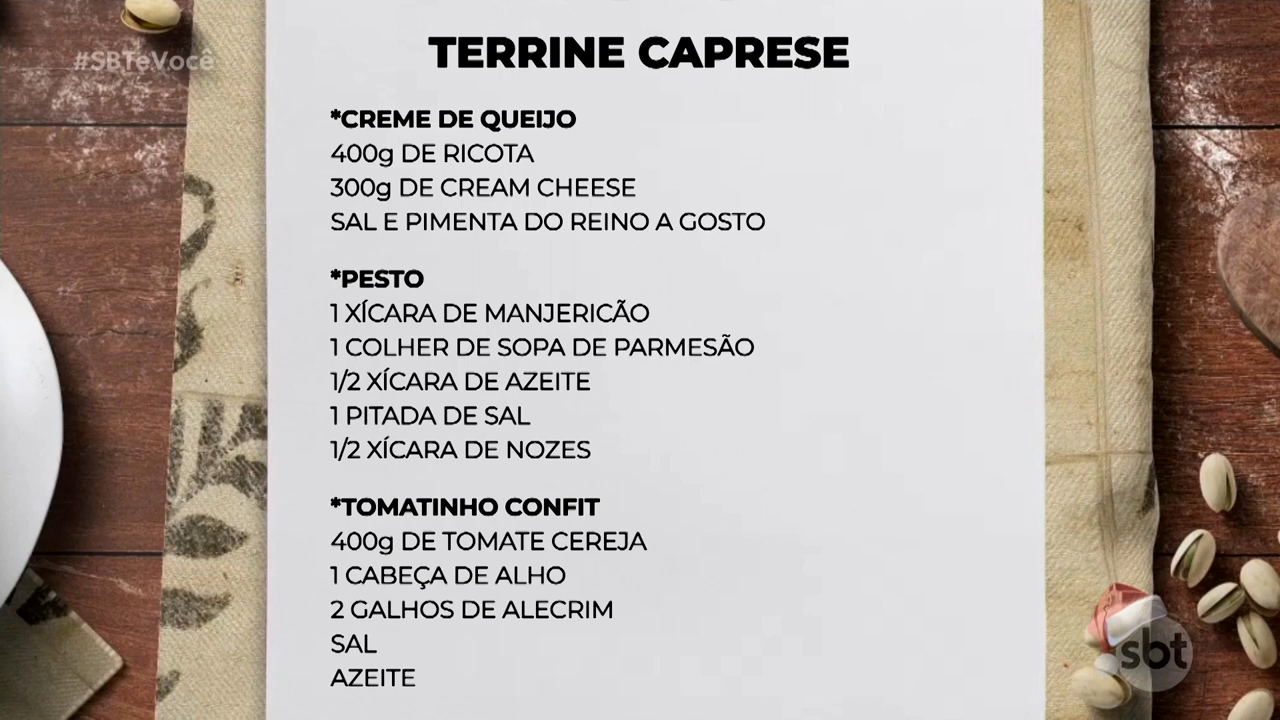 #SBTeVocê
TERRINE CAPRESE
*CREME DE QUEIJO
400g DE RICOTA
300g DE CREAM CHEESE
SAL E PIMENTA DO REINO A GOSTO
*PESTO
1 XÍCARA DE MANJERICÃO
1 COLHER DE SOPA DE PARMESÃO
1/2 XÍCARA DE AZEITE
1 PITADA DE SAL
1/2 XÍCARA DE NOZES
*TOMATINHO CONFIT
400g DE TOMATE CEREJA
1 CABEÇA DE ALHO
2 GALHOS DE ALECRIM
SAL
AZEITE
sbt